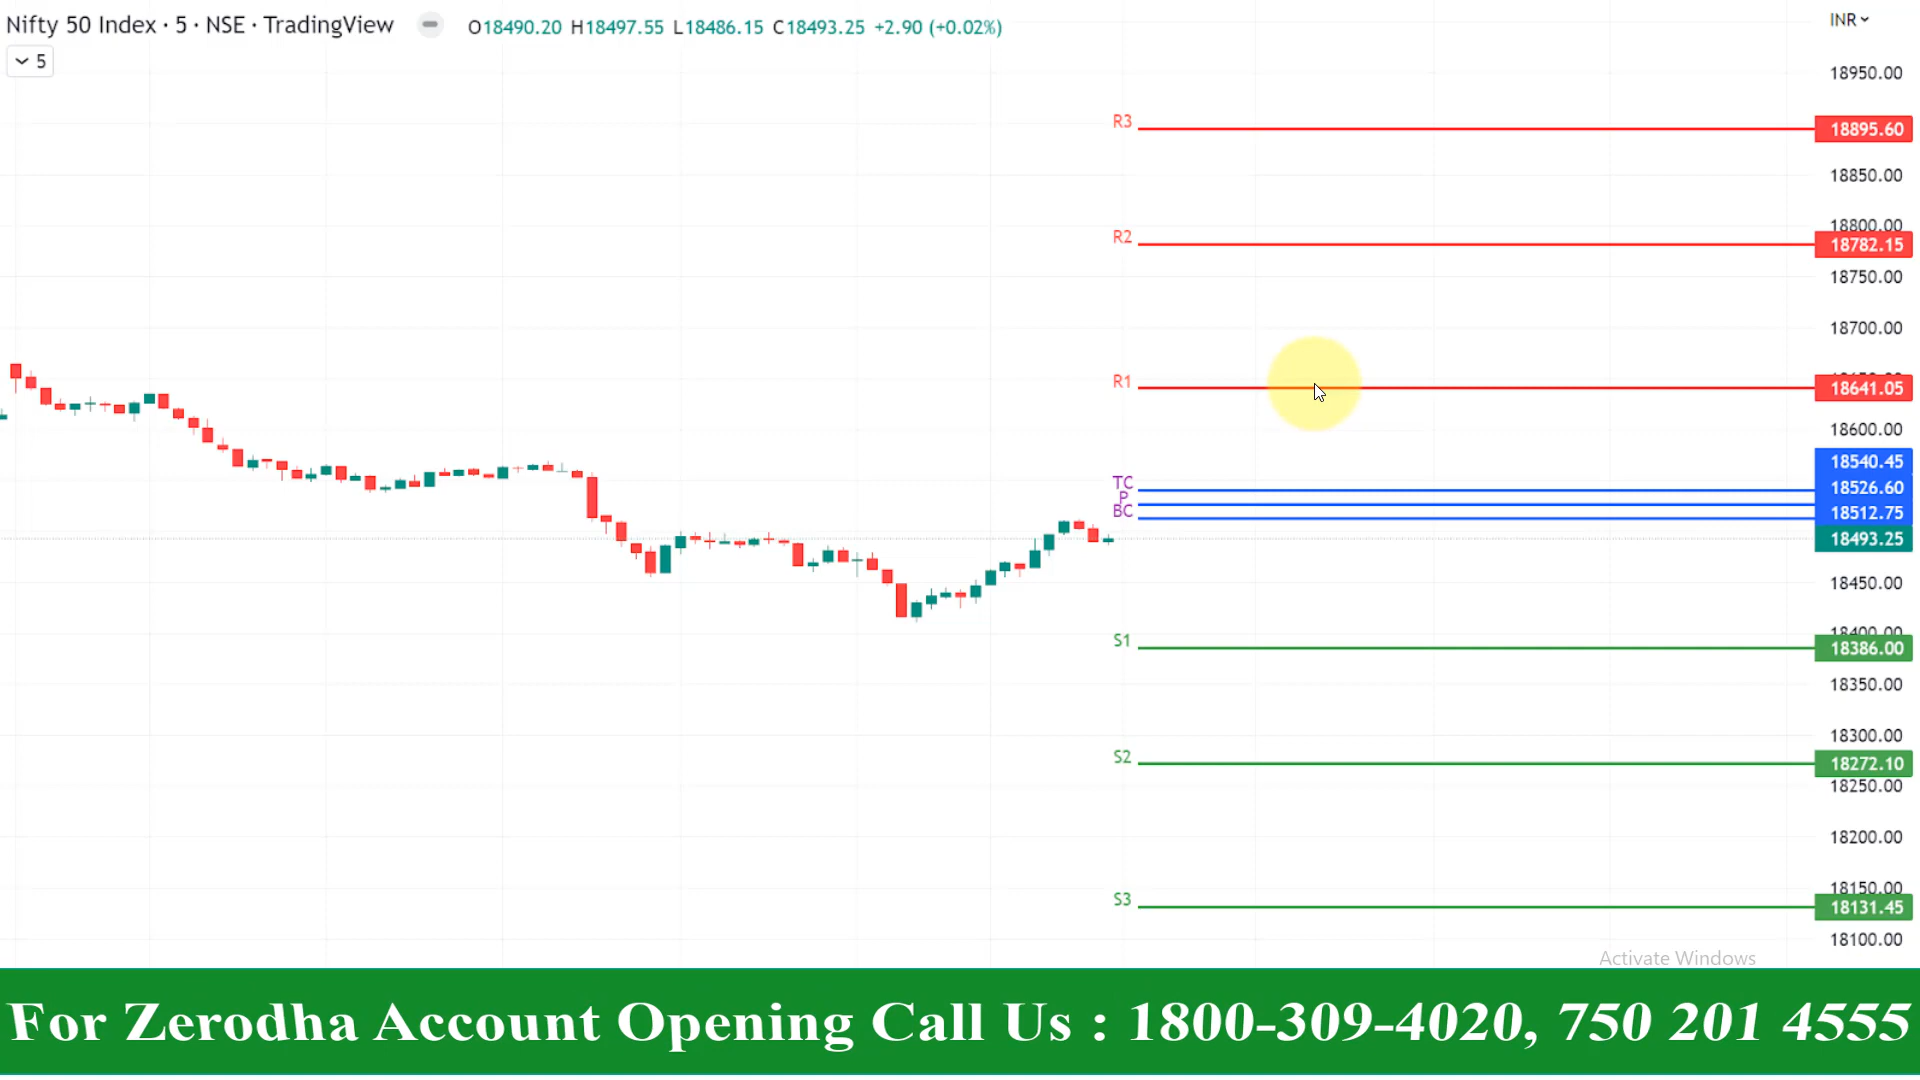 Nifty 50 Index · 5 · NSE · TradingView
O18490.20 H18497.55 L18486.15 C18493.25 +2.90 (+0.02%)
INR
5
18950.00
R3
18895.60
18850.00
18800.00
R2
18782.15
18750.00
18700.00
R1
18641.05
18600.00
18540.45
TC
18526.60
P
BC
18512.75
18493.25
18450.00
18400.00
S1
18386.00
18350.00
18300.00
S2
18272.10
18250.00
18200.00
18150.00
S3
18131.45
18100.00
Activate Windows
For Zerodha Account Opening Call Us : 1800-309-4020, 750 201 4555